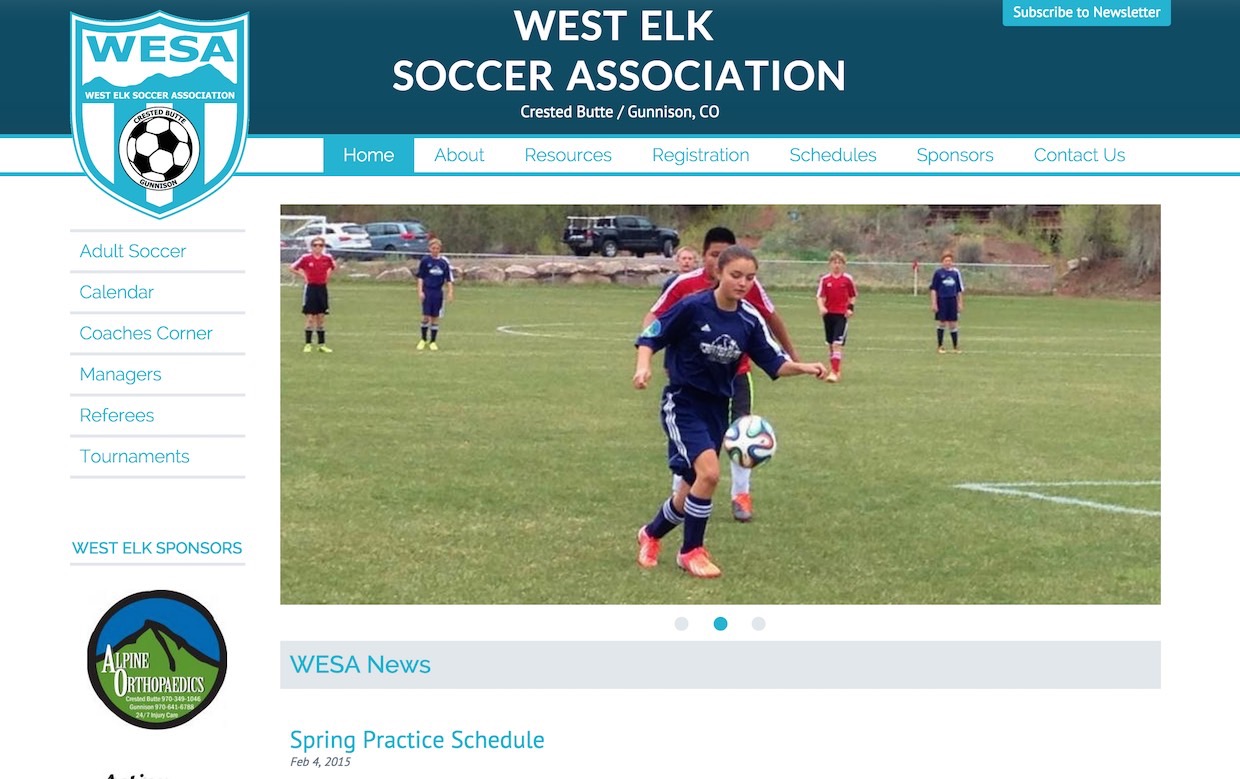 WESA
WEST ELK SOCCER ASSOCIATION
CRESTED BUTTE
GUNNISON
WEST ELK
SOCCER ASSOCIATION
Crested Butte / Gunnison, CO
Subscribe to Newsletter
Home About Resources Registration Schedules Sponsors Contact Us
Adult Soccer
Calendar
Coaches Corner
Managers
Referees
Tournaments
WEST ELK SPONSORS
ALPINE
ORTHOPAEDICS
Crested Butte 970-349-1046
Gunnison 970-641-6788
24/7 Injury Care
WESA News
Spring Practice Schedule
Feb 4, 2015